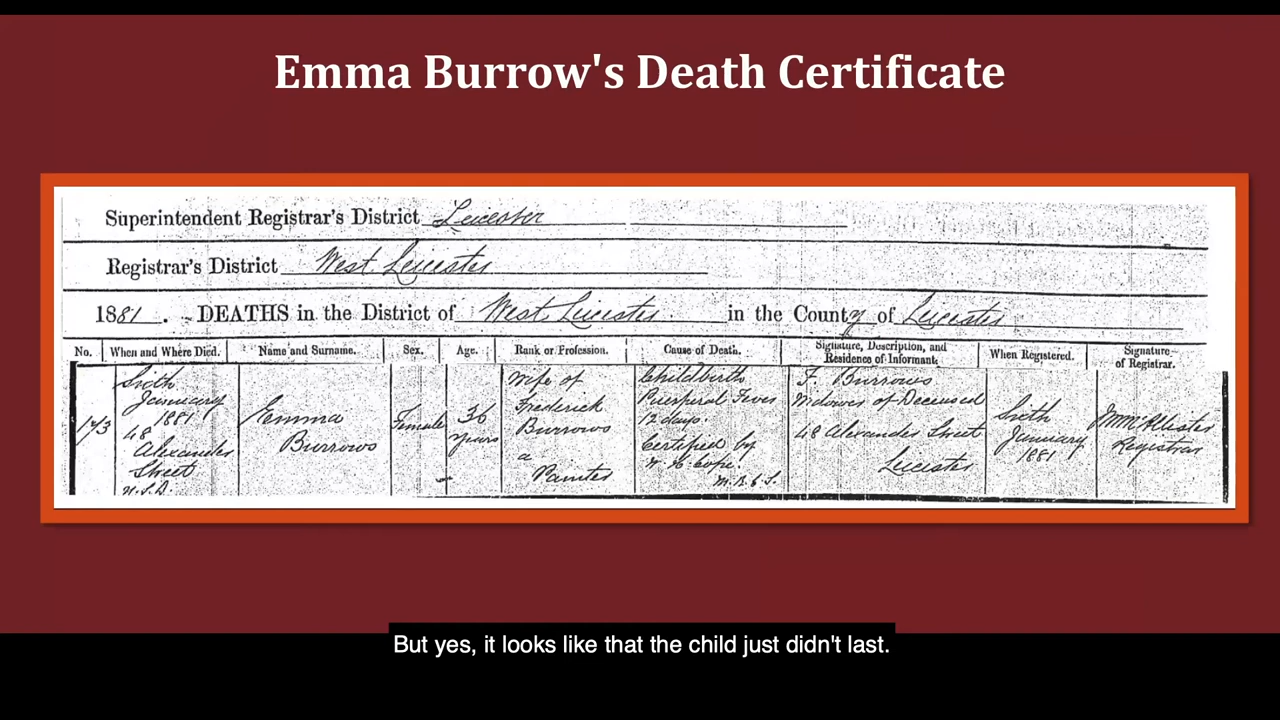 Emma Burrow's Death Certificate
Superintendent Registrar's District Leicester
Registrar's District West Leicester
1881. DEATHS in the District of West Leicester in the County of Leicester
No. When and Where Died. Name and Surname. Sex. Age. Rank or Profession. Cause of Death. Signature, Description, and Residence of Informant When Registered. Signature of Registrar.
173
Sixth
January
1881
48
Alexander
Street
Emma
Burrows
Female
36
years
Wife of
Frederick
Burrows
a
Painter
Childbirth
Puerperal Fever
12 days.
Certified by
F. Burrows
Widower of Deceased
48 Alexander Street
Leicester
Sixth
January
1881
Registrar
But yes, it looks like that the child just didn't last.